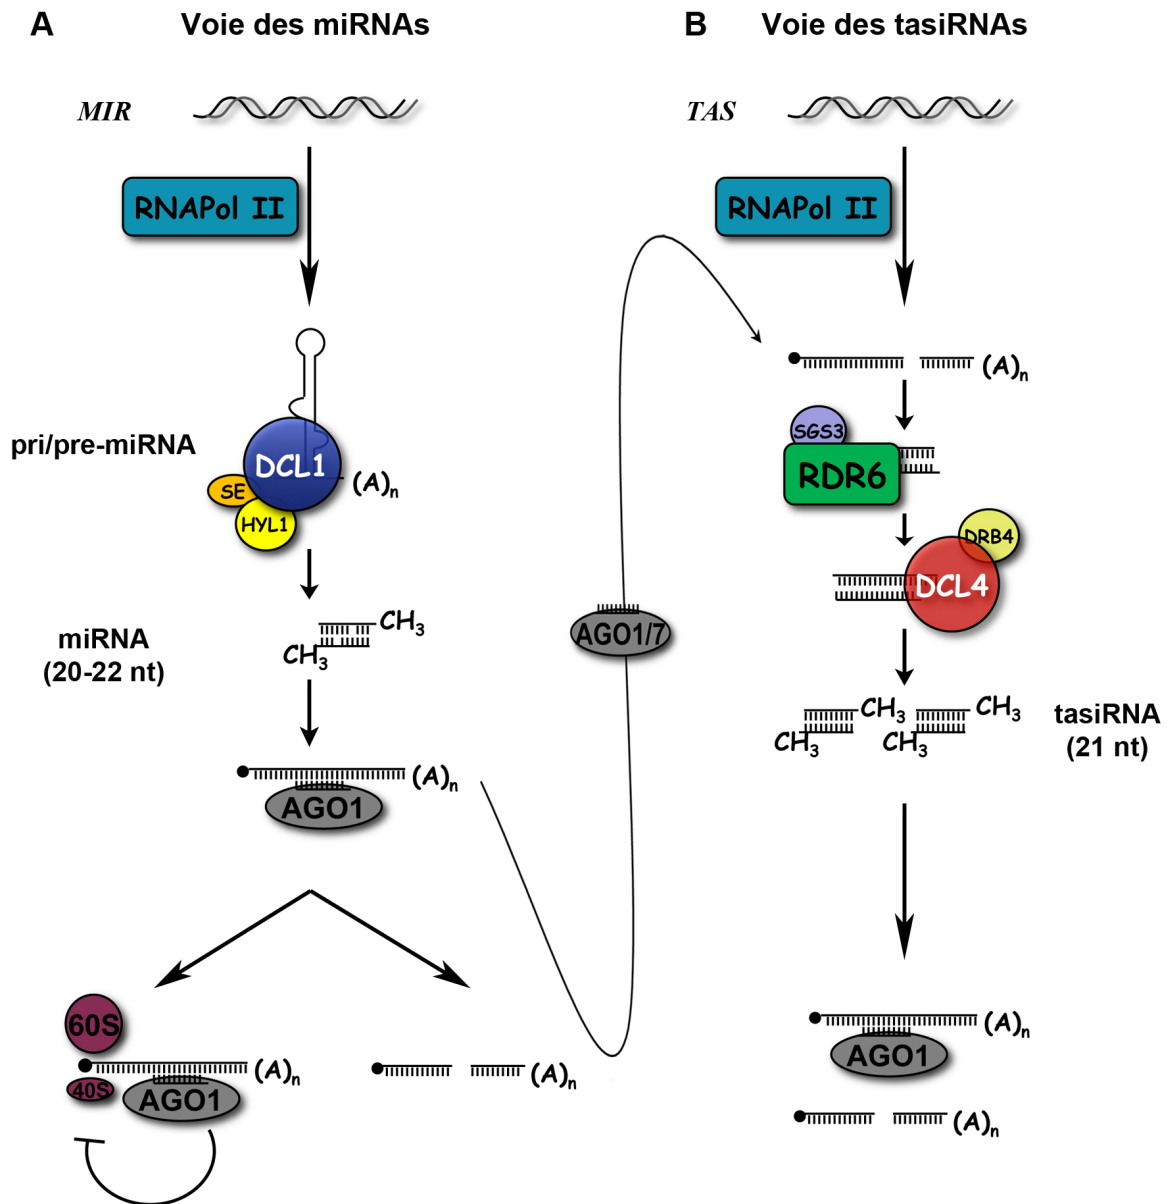 A Voie des miRNAs
MIR
RNAPol II
pri/pre-miRNA
DCL1
SE
HYL1
(A)n
miRNA
(20-22 nt)
CH3
CH3
(A)n
AGO1
60S
40S
(A)n
AGO1
(A)n
AGO1/7
B Voie des tasiRNAs
TAS
RNAPol II
(A)n
SGS3
RDR6
DRB4
DCL4
CH3 CH3
CH3 CH3
tasiRNA
(21 nt)
(A)n
AGO1
(A)n